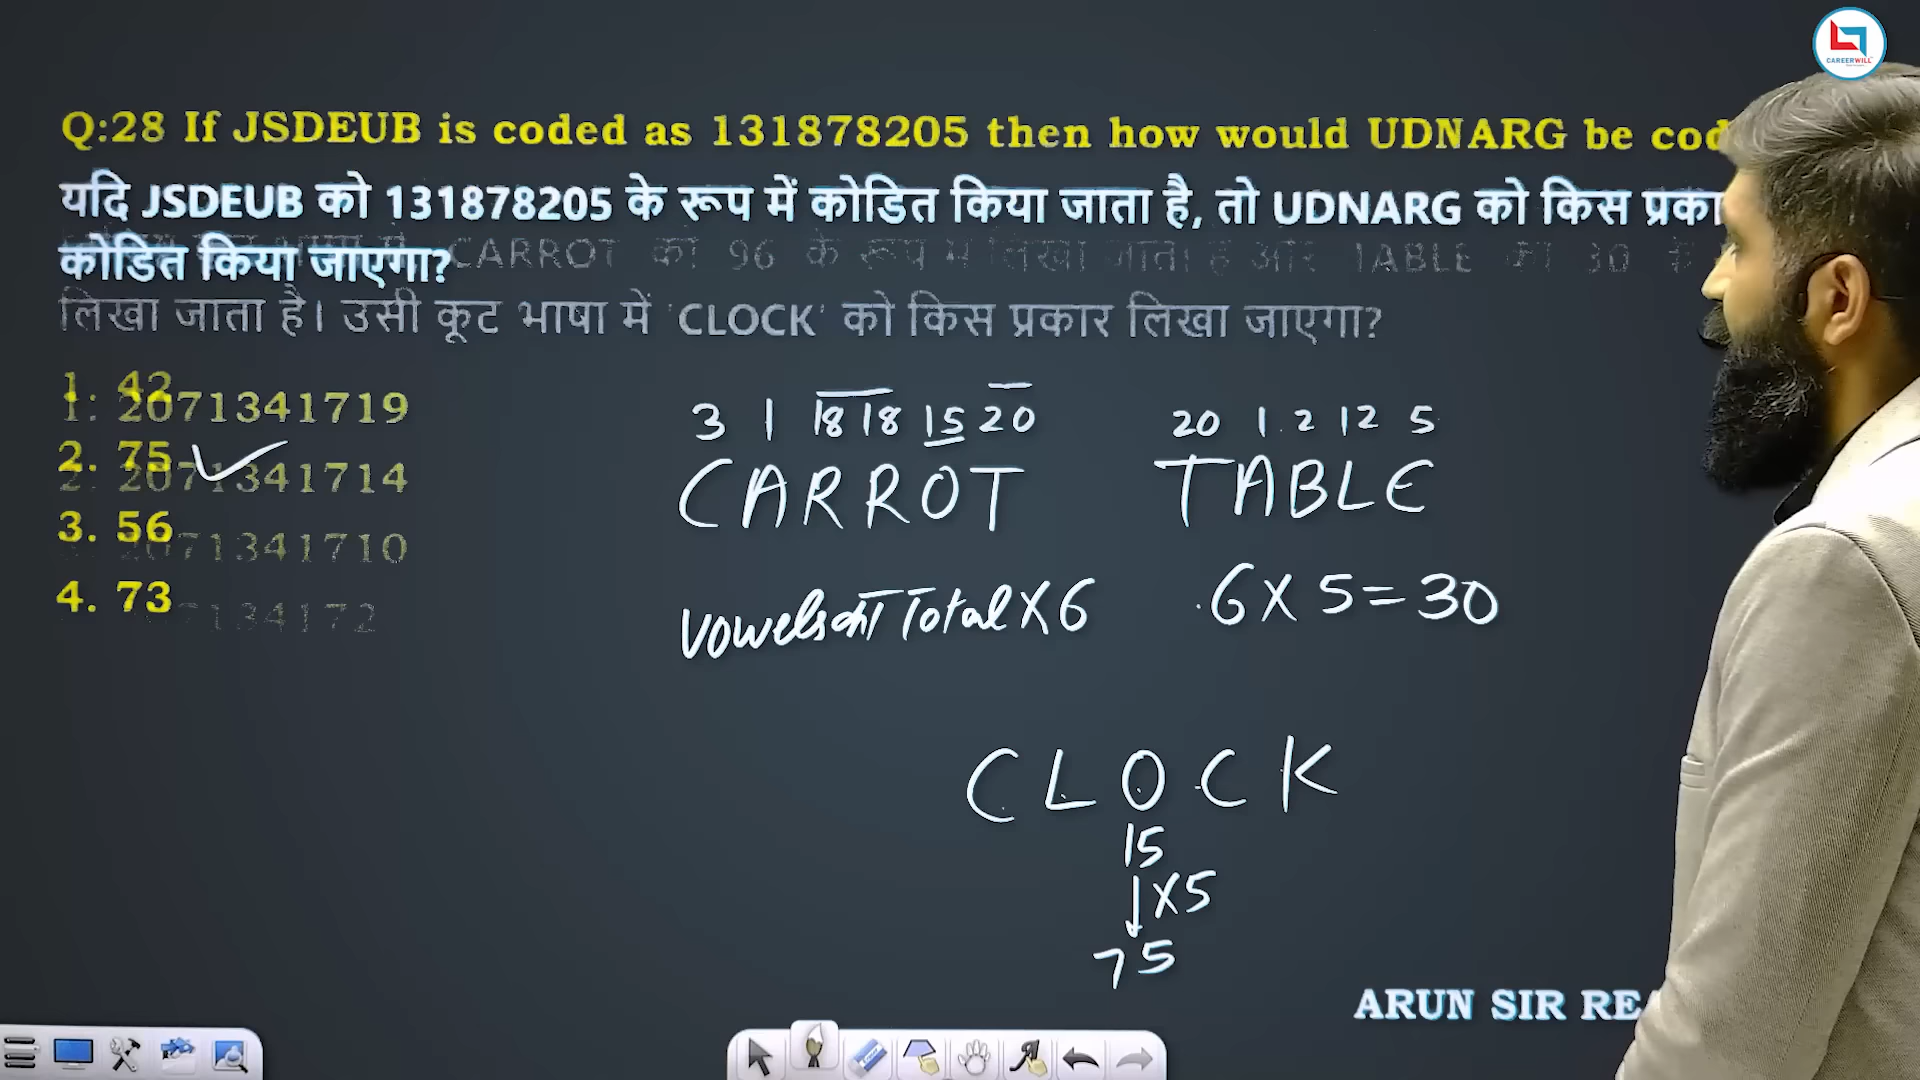 CAREERWILL
Q:28 If JSDEUB is coded as 131878205 then how would UDNARG be cod
यदि JSDEUB को 131878205 के रूप में कोडित किया जाता है, तो UDNARG को किस प्रका
कोडित किया जाएगा?
CARROT को 96 के रूप में लिखा जाता है और TABLE को 30 के
लिखा जाता है। उसी कूट भाषा में 'CLOCK' को किस प्रकार लिखा जाएगा?
1. 42
1: 2071341719
2. 75
2: 2071341714
3. 56
2071341710
4. 73
7134172
3 1 18 18 15 20
20 1 2 12 5
CARROT
TABLE
Vowels का Total X 6
6 X 5 = 30
CLOCK
15
X5
75
ARUN SIR REA